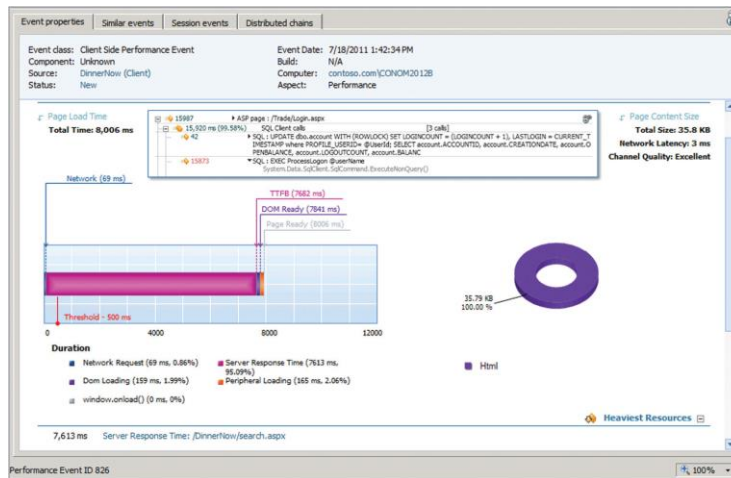 Event properties Similar events Session events Distributed chains
Event class: Client Side Performance Event Event Date: 7/18/2011 1:42:34 PM
Component: Unknown Build: N/A
Source: DinnerNow (Client) Computer: contoso.com\CONOM2012B
Status: New Aspect: Performance
Page Load Time
Total Time: 8,006 ms
15987 ASP page : /Trade/Login.aspx
15,920 ms (99.58%) SQL Client calls [3 calls]
42 SQL : UPDATE dbo.account WITH (ROWLOCK) SET LOGINCOUNT = (LOGINCOUNT + 1), LASTLOGIN = CURRENT_T
IMESTAMP where PROFILE_USERID= @UserId; SELECT account.ACCOUNTID, account.CREATIONDATE, account.O
PENBALANCE, account.LOGOUTCOUNT, account.BALANC
15873 SQL : EXEC ProcessLogon @userName
System.Data.SqlClient.SqlCommand.ExecuteNonQuery()
Page Content Size
Total Size: 35.8 KB
Network Latency: 3 ms
Channel Quality: Excellent
Network (69 ms)
TTFB (7682 ms)
DOM Ready (7841 ms)
Page Ready (8006 ms)
Threshold - 500 ms
0 4000 8000 12000
35.79 KB
100.00 %
Html
Duration
Network Request (69 ms, 0.86%) Server Response Time (7613 ms,
95.09%)
Dom Loading (159 ms, 1.99%) Peripheral Loading (165 ms, 2.06%)
window.onload() (0 ms, 0%)
Heaviest Resources
7,613 ms Server Response Time: /DinnerNow/search.aspx
Performance Event ID 826 100%